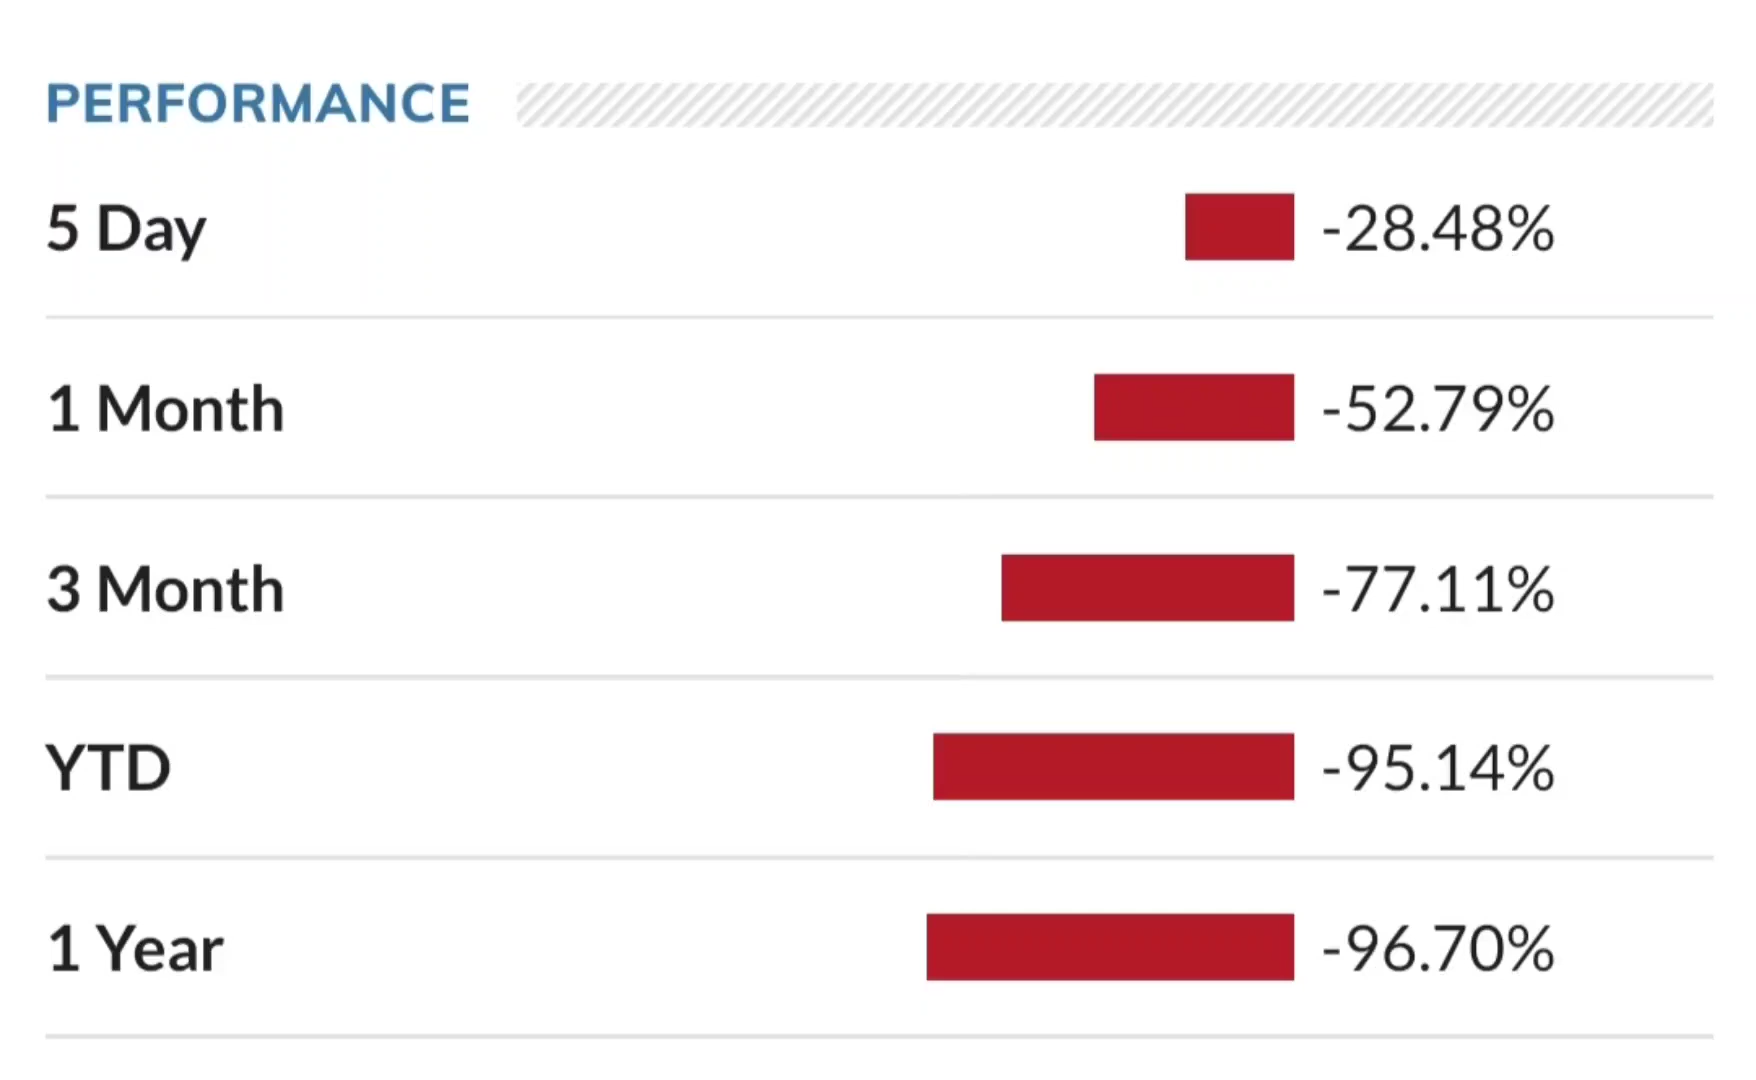 PERFORMANCE
5 Day -28.48%
1 Month -52.79%
3 Month -77.11%
YTD -95.14%
1 Year -96.70%